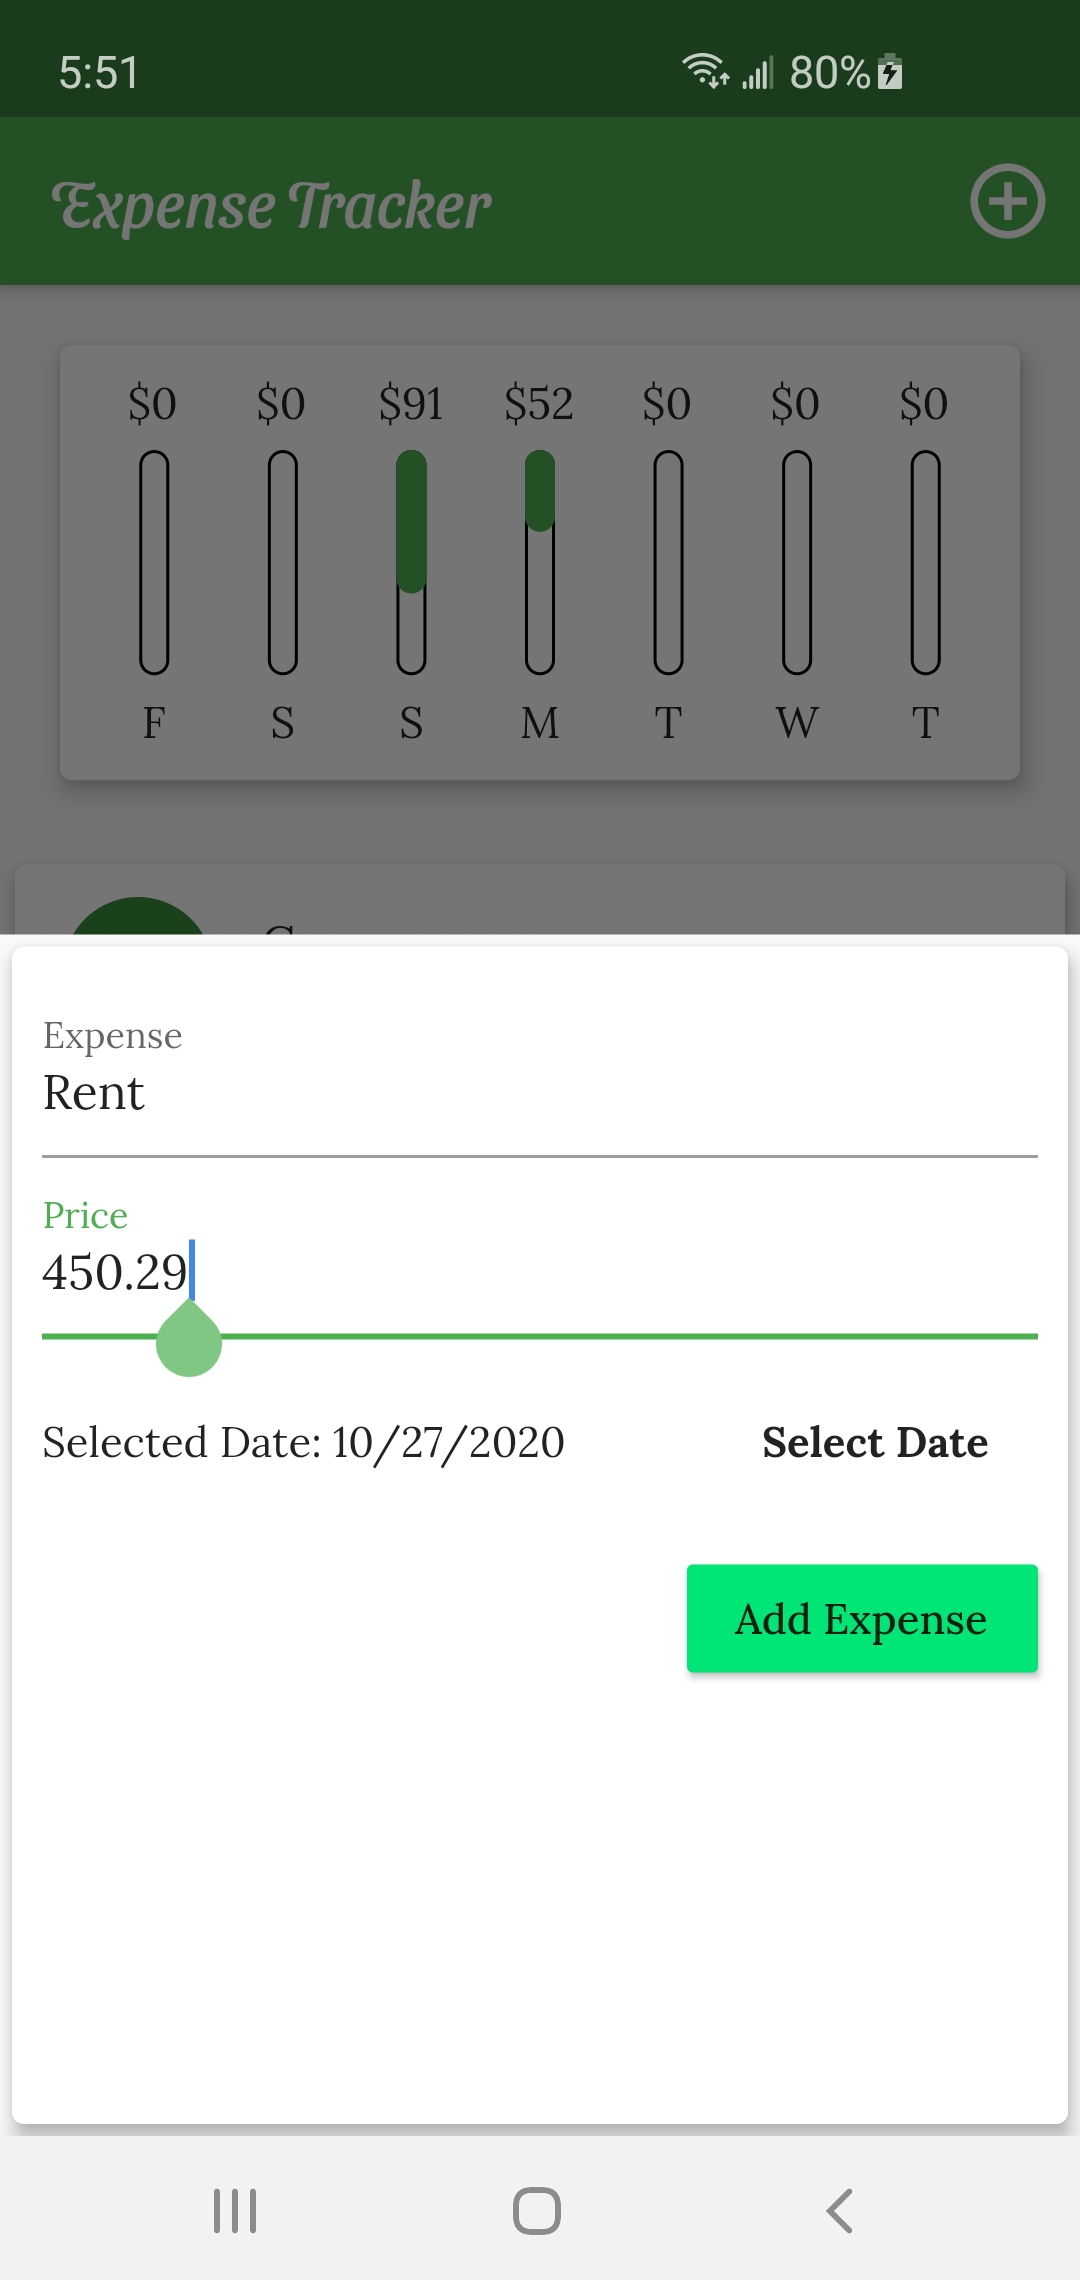 5:51 80%
Expense Tracker
$0 $0 $91 $52 $0 $0 $0
F S S M T W T
Expense
Rent
Price
450.29
Selected Date: 10/27/2020 Select Date
Add Expense